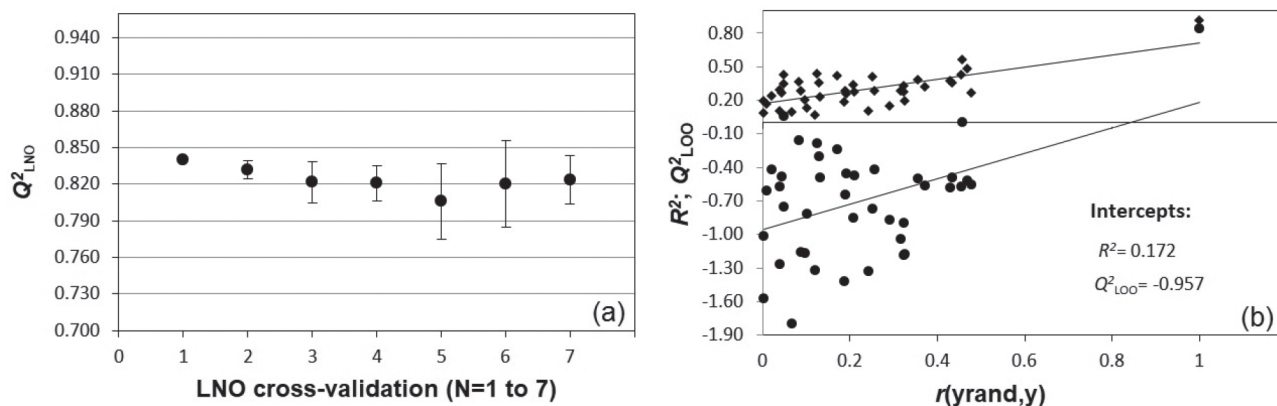 0.940
0.910
0.880
0.850
0.820
0.790
0.760
0.730
0.700
Q²LNO
0 1 2 3 4 5 6 7
LNO cross-validation (N=1 to 7)
(a)
0.80
0.50
0.20
-0.10
-0.40
-0.70
-1.00
-1.30
-1.60
-1.90
R²; Q²LOO
Intercepts:
R²= 0.172
Q²LOO= -0.957
(b)
0 0.2 0.4 0.6 0.8 1
r(yrand,y)